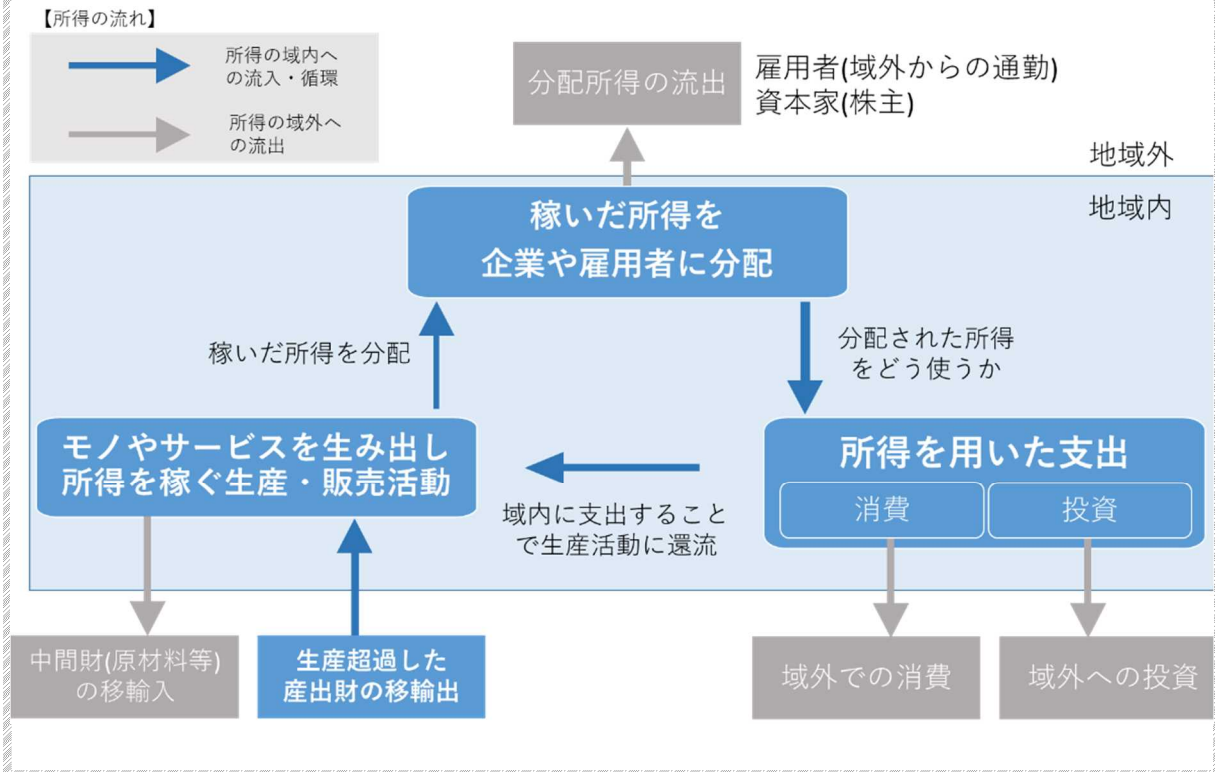 【所得の流れ】
所得の域内へ
の流入・循環
所得の域外へ
の流出
分配所得の流出
雇用者(域外からの通勤)
資本家(株主)
地域外
地域内
稼いだ所得を
企業や雇用者に分配
稼いだ所得を分配
分配された所得
をどう使うか
モノやサービスを生み出し
所得を稼ぐ生産・販売活動
所得を用いた支出
消費
投資
域内に支出すること
で生産活動に還流
中間財(原材料等)
の移輸入
生産超過した
産出財の移輸出
域外での消費
域外への投資